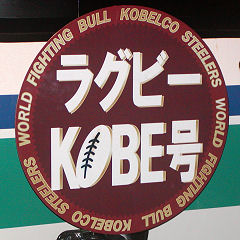 WORLD FIGHTING BULL KOBELCO STEELERS WORLD FIGHTING BULL KOBELCO STEELERS
ラグビー
KOBE号